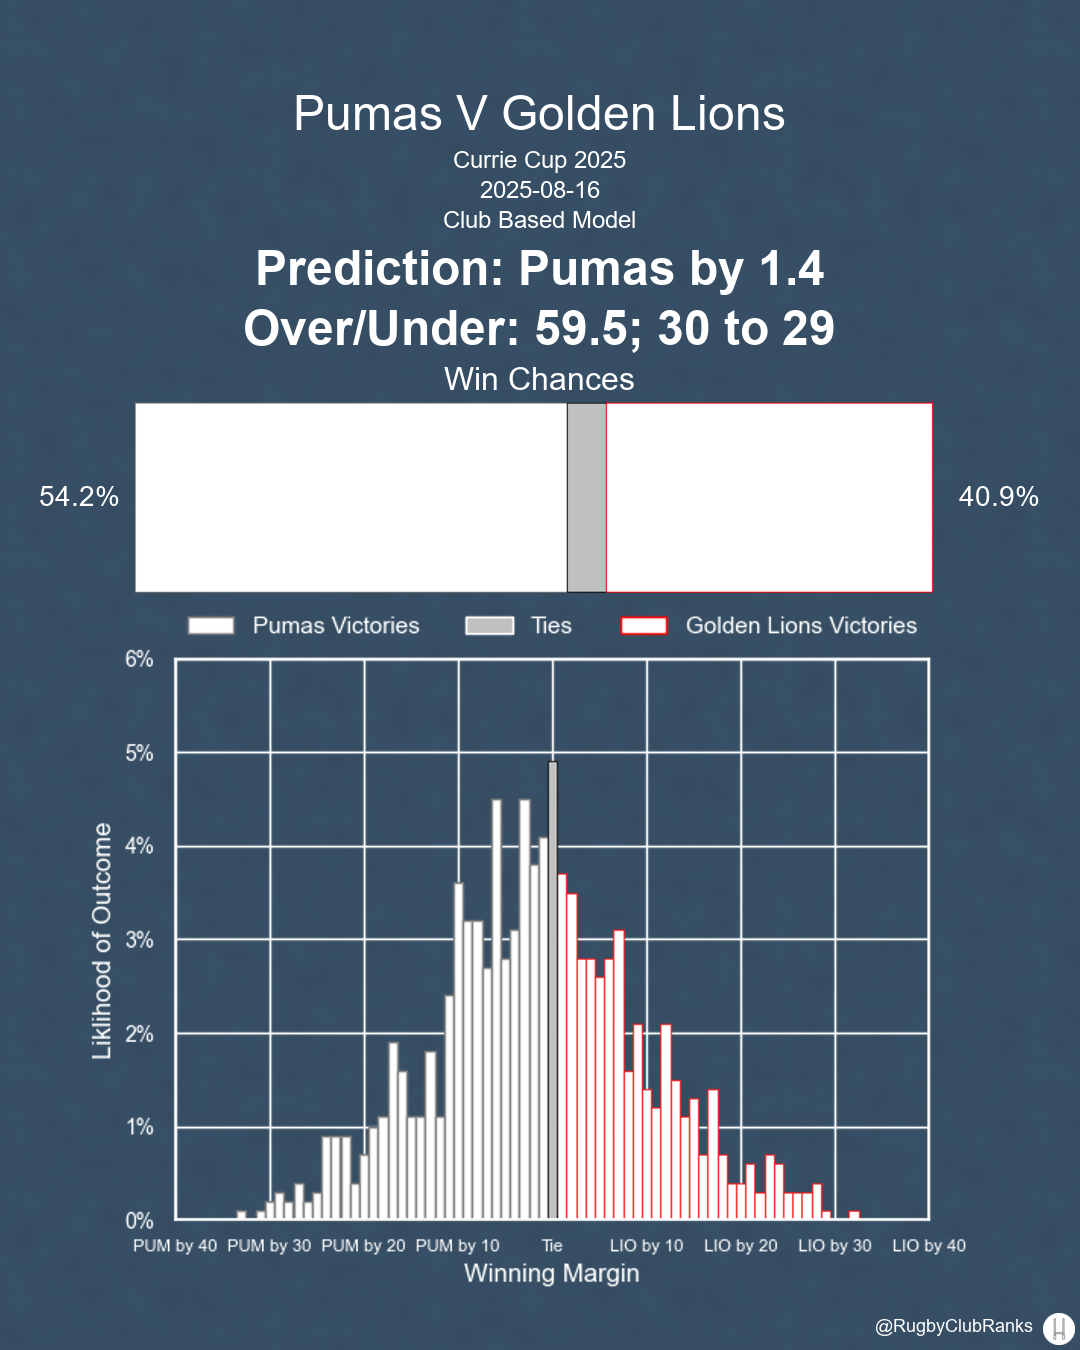 Pumas V Golden Lions
Currie Cup 2025
2025-08-16
Club Based Model
Prediction: Pumas by 1.4
Over/Under: 59.5; 30 to 29
Win Chances
54.2%
40.9%
Pumas Victories
Ties
Golden Lions Victories
6%
5%
4%
3%
2%
1%
0%
Liklihood of Outcome
PUM by 40
PUM by 30
PUM by 20
PUM by 10
Tie
LIO by 10
LIO by 20
LIO by 30
LIO by 40
Winning Margin
@RugbyClubRanks